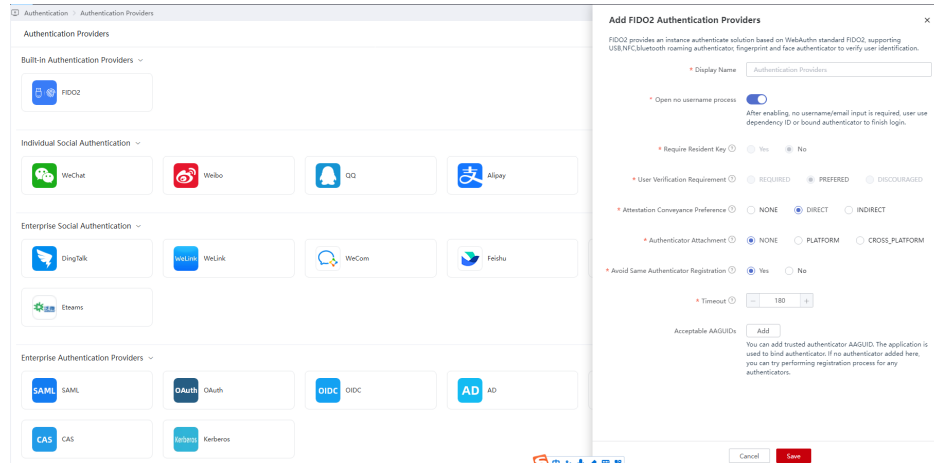 Authentication > Authentication Providers
Authentication Providers
Built-in Authentication Providers
FIDO2
Individual Social Authentication
WeChat
Weibo
QQ
支
Alipay
Enterprise Social Authentication
DingTalk
WeLink
WeLink
WeCom
Feishu
Eteams
Enterprise Authentication Providers
SAML
SAML
OAuth
OAuth
OIDC
OIDC
AD
AD
CAS
CAS
Kerberos
Kerberos
Add FIDO2 Authentication Providers
FIDO2 provides an instance authenticate solution based on WebAuthn standard FIDO2, supporting
USB,NFC,bluetooth roaming authenticator, fingerprint and face authenticator to verify user identification.
* Display Name
Authentication Providers
* Open no username process
After enabling, no username/email input is required, user use
dependency ID or bound authenticator to finish login.
* Require Resident Key ? Yes No
* User Verification Requirement ? REQUIRED PREFERED DISCOURAGED
* Attestation Conveyance Preference ? NONE DIRECT INDIRECT
* Authenticator Attachment ? NONE PLATFORM CROSS_PLATFORM
* Avoid Same Authenticator Registration ? Yes No
* Timeout ? − 180 +
Acceptable AAGUIDs Add
You can add trusted authenticator AAGUID. The application is
used to bind authenticator. If no authenticator added here,
you can try performing registration process for any
authenticators.
Cancel Save